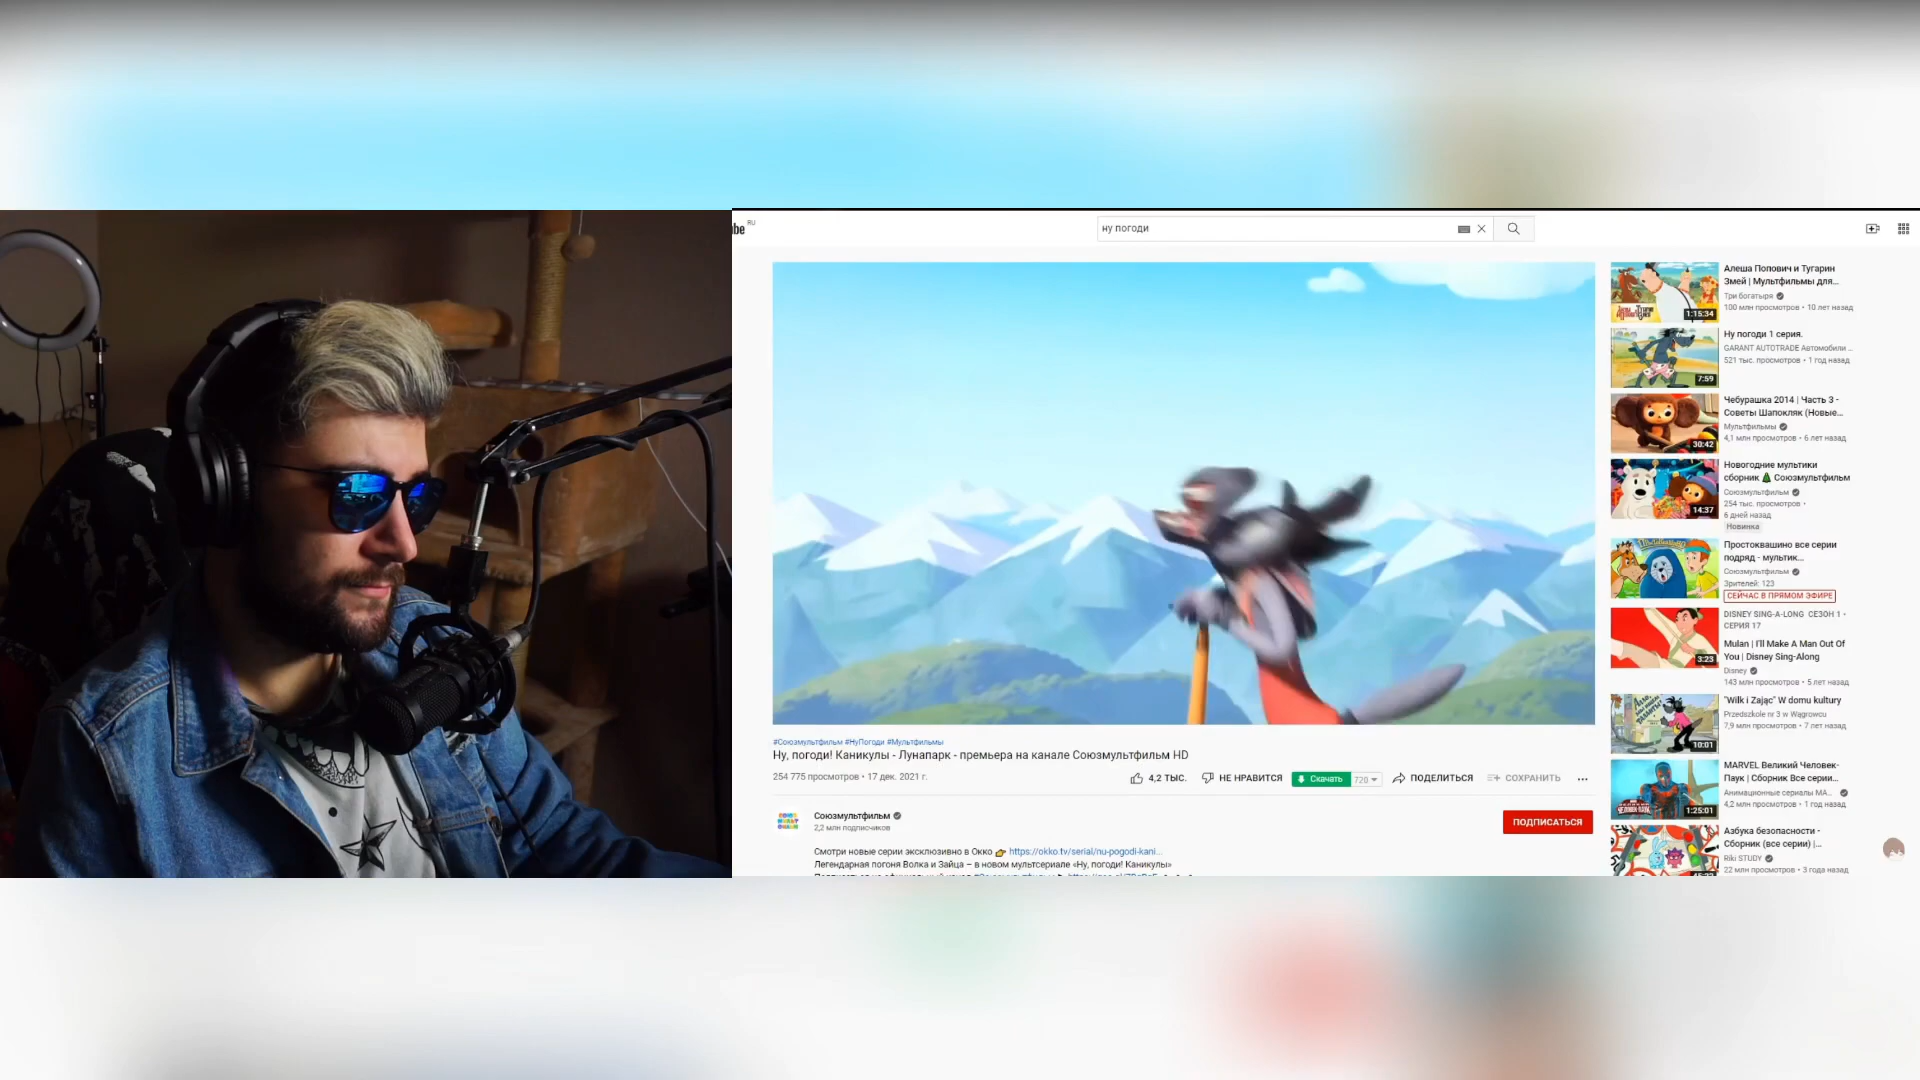 be RU
ну погоди
#Союзмультфильм #НуПогоди #Мультфильмы
Ну, погоди! Каникулы - Лунапарк - премьера на канале Союзмультфильм HD
254 775 просмотров • 17 дек. 2021 г.
4,2 ТЫС.
НЕ НРАВИТСЯ
Скачать
720
ПОДЕЛИТЬСЯ
СОХРАНИТЬ
Союзмультфильм
2,2 млн подписчиков
ПОДПИСАТЬСЯ
Смотри новые серии эксклюзивно в Okko 👉 https://okko.tv/serial/nu-pogodi-kani...
Легендарная погоня Волка и Зайца – в новом мультсериале «Ну, погоди! Каникулы»
Алеша Попович и Тугарин
Змей | Мультфильмы для...
Три богатыря
100 млн просмотров • 10 лет назад
1:15:34
Ну погоди 1 серия.
GARANT AUTOTRADE Автомобили ...
521 тыс. просмотров • 1 год назад
7:59
Чебурашка 2014 | Часть 3 -
Советы Шапокляк (Новые...
Мультфильмы
4,1 млн просмотров • 6 лет назад
30:42
Новогодние мультики
сборник 🎄 Союзмультфильм
Союзмультфильм
254 тыс. просмотров •
6 дней назад
Новинка
14:37
Простоквашино все серии
подряд - мультик...
Союзмультфильм
Зрителей: 123
СЕЙЧАС В ПРЯМОМ ЭФИРЕ
DISNEY SING-A-LONG СЕЗОН 1 •
СЕРИЯ 17
Mulan | I'll Make A Man Out Of
You | Disney Sing-Along
Disney
143 млн просмотров • 5 лет назад
3:23
"Wilk i Zając" W domu kultury
Przedszkole nr 3 w Wągrowcu
7,9 млн просмотров • 7 лет назад
10:01
MARVEL Великий Человек-
Паук | Сборник Все серии...
Анимационные сериалы MA...
4,2 млн просмотров • 1 год назад
1:25:01
Азбука безопасности -
Сборник (все серии) |...
Riki STUDY
22 млн просмотров • 3 года назад